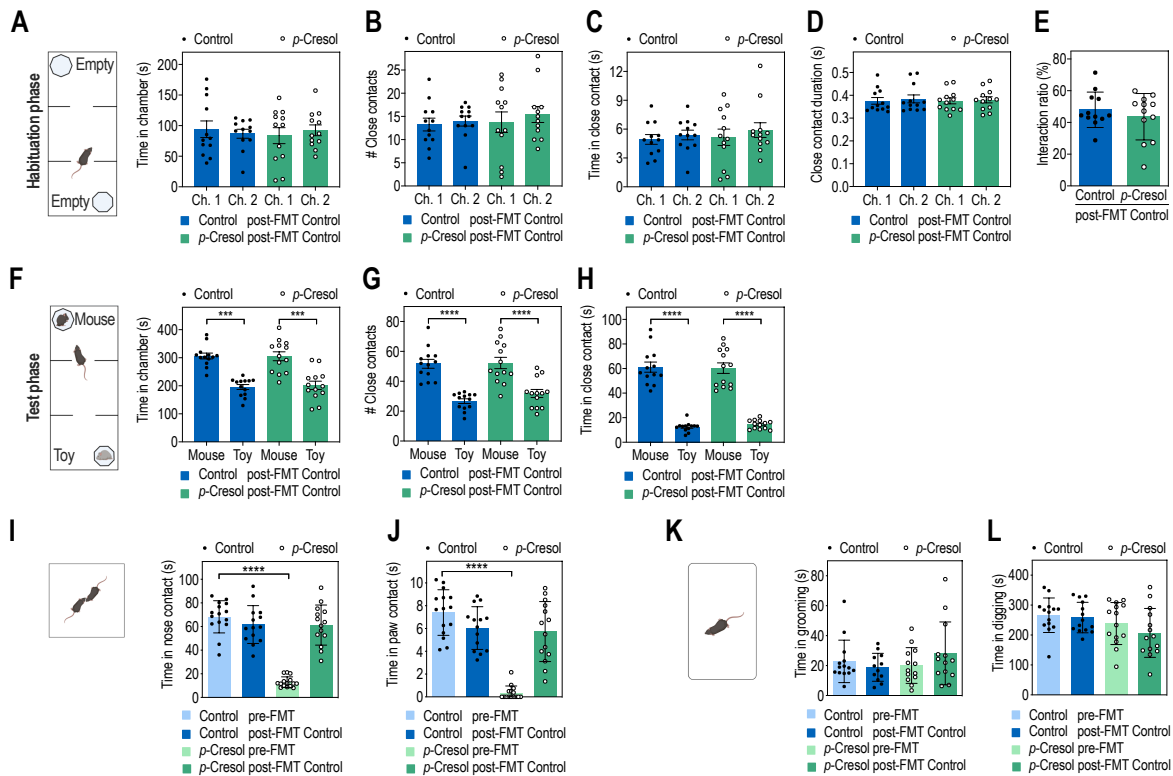 A
Habituation phase
Empty
Empty
• Control ○ p-Cresol
Time in chamber (s)
200
150
100
50
0
Ch. 1 Ch. 2 Ch. 1 Ch. 2
Control post-FMT Control
p-Cresol post-FMT Control
B
• Control ○ p-Cresol
# Close contacts
25
20
15
10
5
0
Ch. 1 Ch. 2 Ch. 1 Ch. 2
Control post-FMT Control
p-Cresol post-FMT Control
C
• Control ○ p-Cresol
Time in close contact (s)
12
9
6
3
0
Ch. 1 Ch. 2 Ch. 1 Ch. 2
Control post-FMT Control
p-Cresol post-FMT Control
D
• Control ○ p-Cresol
Close contact duration (s)
0.5
0.4
0.3
0.2
0.1
0.0
Ch. 1 Ch. 2 Ch. 1 Ch. 2
Control post-FMT Control
p-Cresol post-FMT Control
E
Interaction ratio (%)
80
60
40
20
0
Control p-Cresol
post-FMT Control
F
Test phase
Mouse
Toy
• Control ○ p-Cresol
Time in chamber (s)
400
300
200
100
0
*** ***
Mouse Toy Mouse Toy
Control post-FMT Control
p-Cresol post-FMT Control
G
• Control ○ p-Cresol
# Close contacts
80
60
40
20
0
**** ****
Mouse Toy Mouse Toy
Control post-FMT Control
p-Cresol post-FMT Control
H
• Control ○ p-Cresol
Time in close contact (s)
100
80
60
40
20
0
**** ****
Mouse Toy Mouse Toy
Control post-FMT Control
p-Cresol post-FMT Control
I
• Control ○ p-Cresol
Time in nose contact (s)
100
80
60
40
20
0
****
Control pre-FMT
Control post-FMT Control
p-Cresol pre-FMT
p-Cresol post-FMT Control
J
• Control ○ p-Cresol
Time in paw contact (s)
10
8
6
4
2
0
****
Control pre-FMT
Control post-FMT Control
p-Cresol pre-FMT
p-Cresol post-FMT Control
K
• Control ○ p-Cresol
Time in grooming (s)
80
60
40
20
0
Control pre-FMT
Control post-FMT Control
p-Cresol pre-FMT
p-Cresol post-FMT Control
L
• Control ○ p-Cresol
Time in digging (s)
400
300
200
100
0
Control pre-FMT
Control post-FMT Control
p-Cresol pre-FMT
p-Cresol post-FMT Control